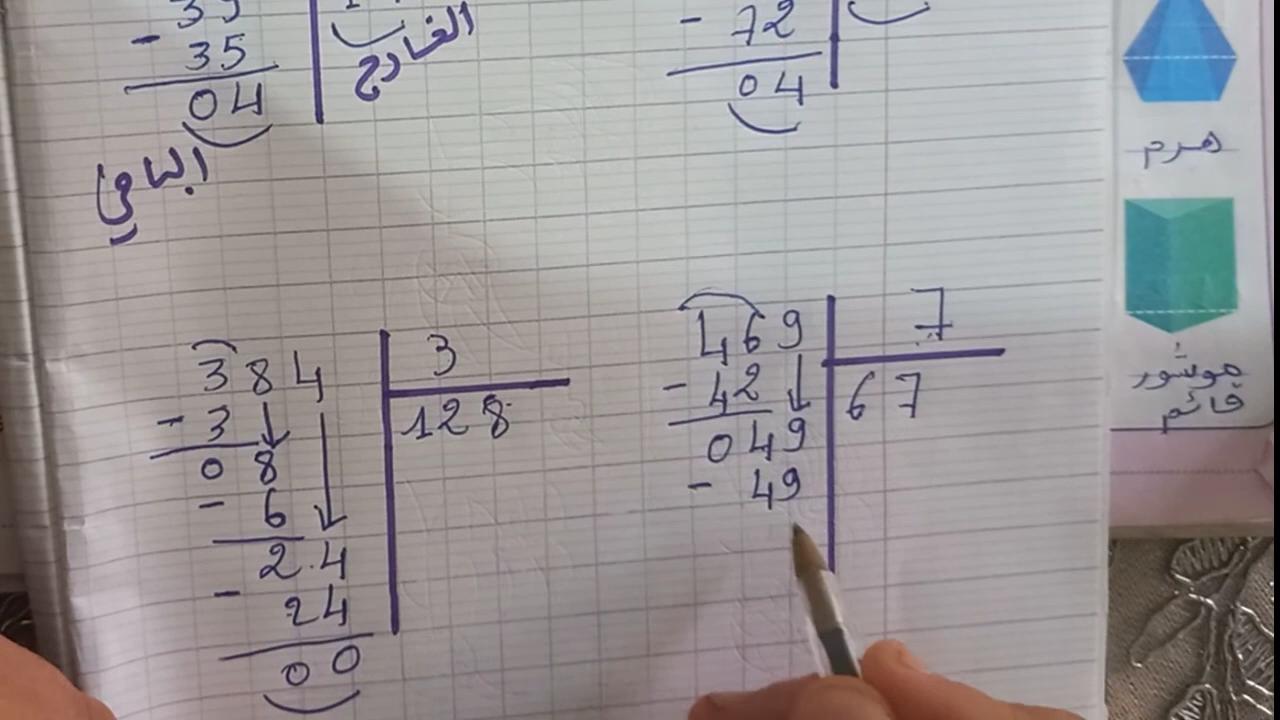 - 35
04
الباقي
الخارج
- 72
04
384 3
- 3 128
08
- 6
24
- 24
00
469 7
- 42 67
049
- 49
هرم
موشور
قائم